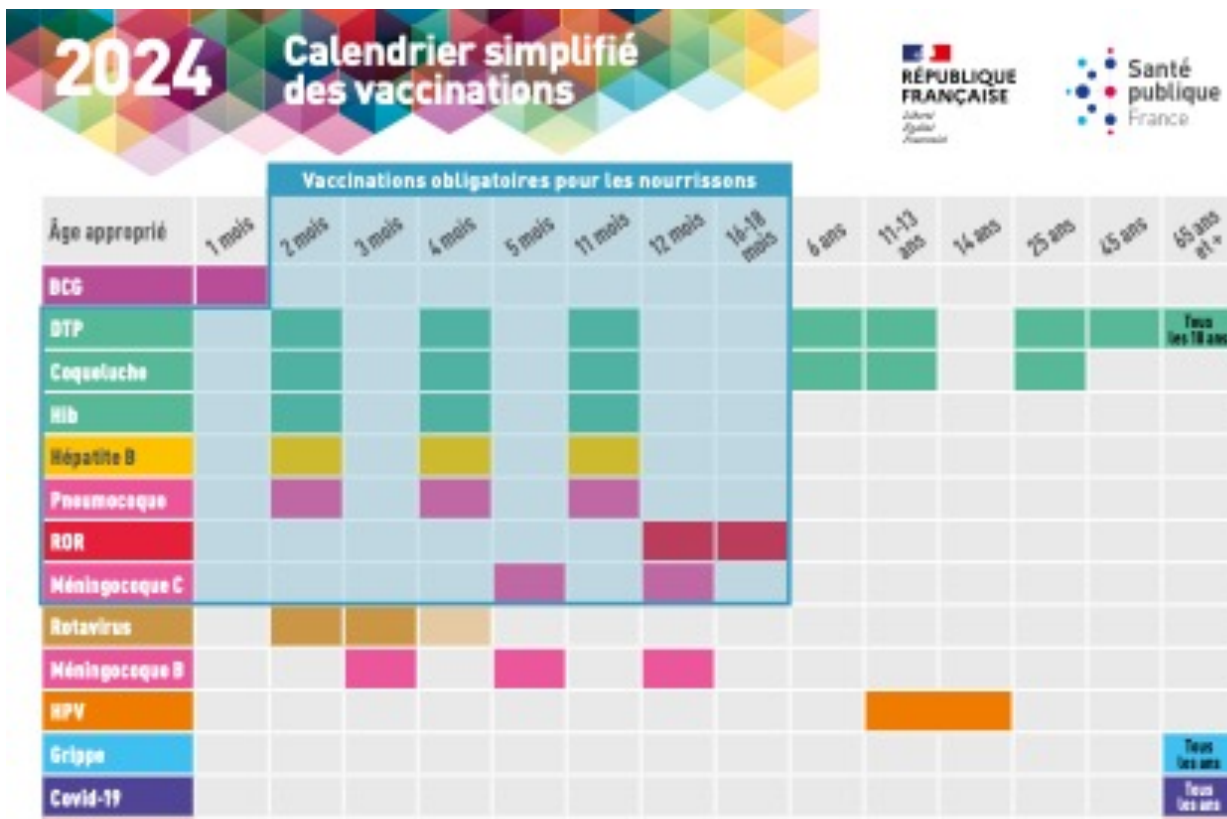 2024
Calendrier simplifié
des vaccinations
RÉPUBLIQUE
FRANÇAISE
Liberté
Égalité
Fraternité
Santé
publique
France
Vaccinations obligatoires pour les nourrissons
Âge approprié
1 mois
2 mois
3 mois
4 mois
5 mois
11 mois
12 mois
16-18
mois
6 ans
11-13
ans
14 ans
25 ans
45 ans
65 ans
et +
BCG
DTP
Tous
les 10 ans
Coqueluche
Hib
Hépatite B
Pneumocoque
ROR
Méningocoque C
Rotavirus
Méningocoque B
HPV
Grippe
Tous
les ans
Covid-19
Tous
les ans